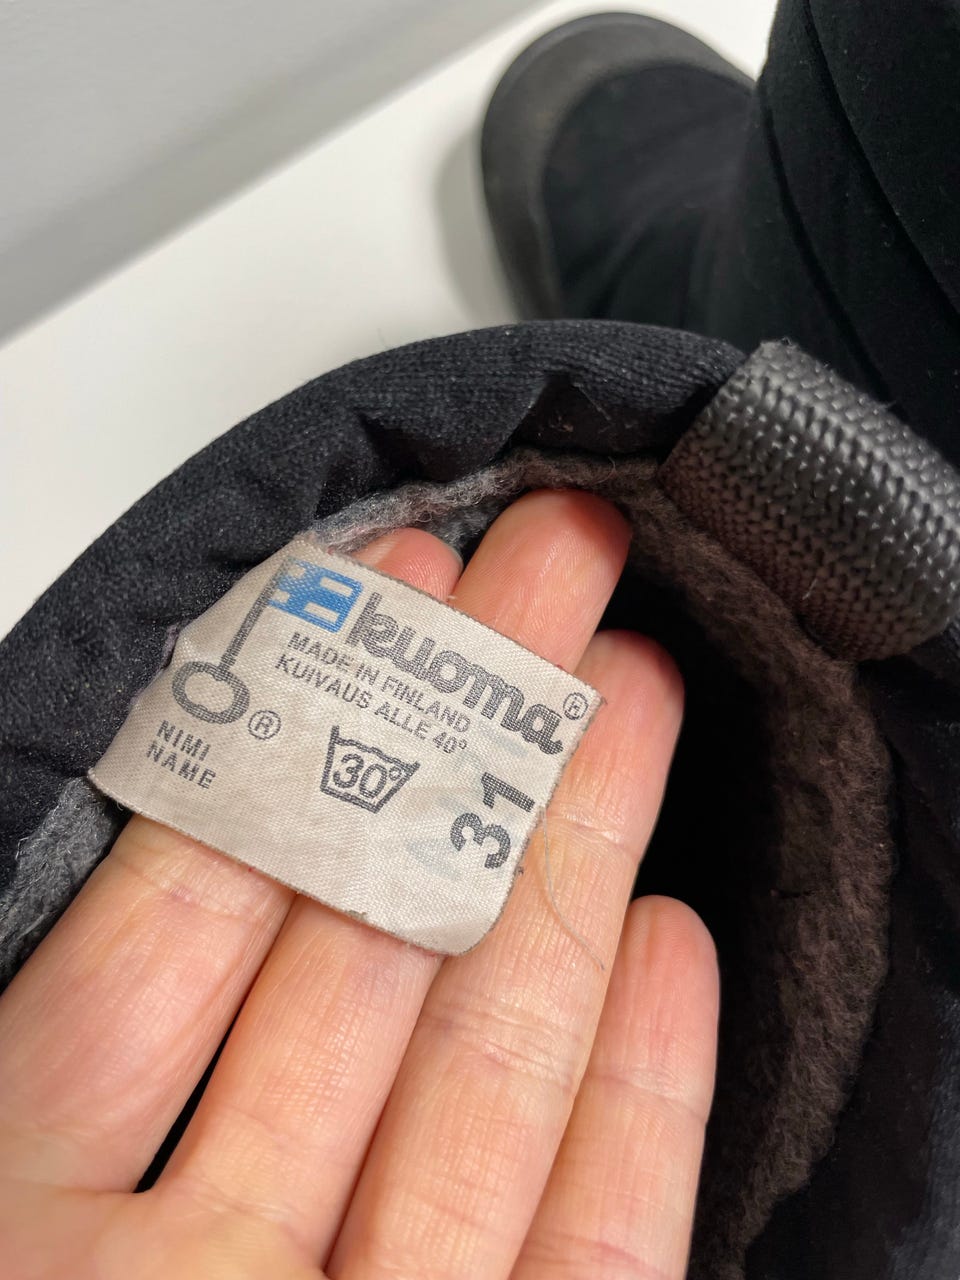 kuoma®
MADE IN FINLAND
KUIVAUS ALLE 40°
®
NIMI
NAME
30°
31